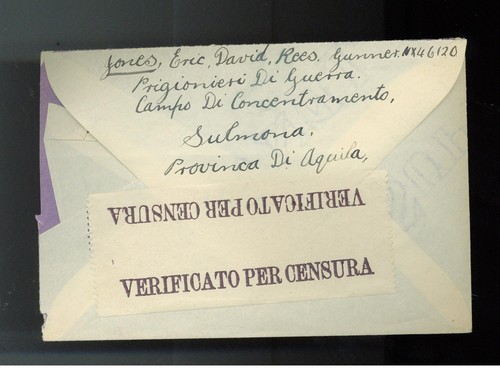 Jones, Eric, David, Rees. Gunner. NX46120
Prigionieri Di Guerra.
Campo Di Concentramento,
Sulmona.
Provinca Di Aquila,
VERIFICATO PER CENSURA
VERIFICATO PER CENSURA